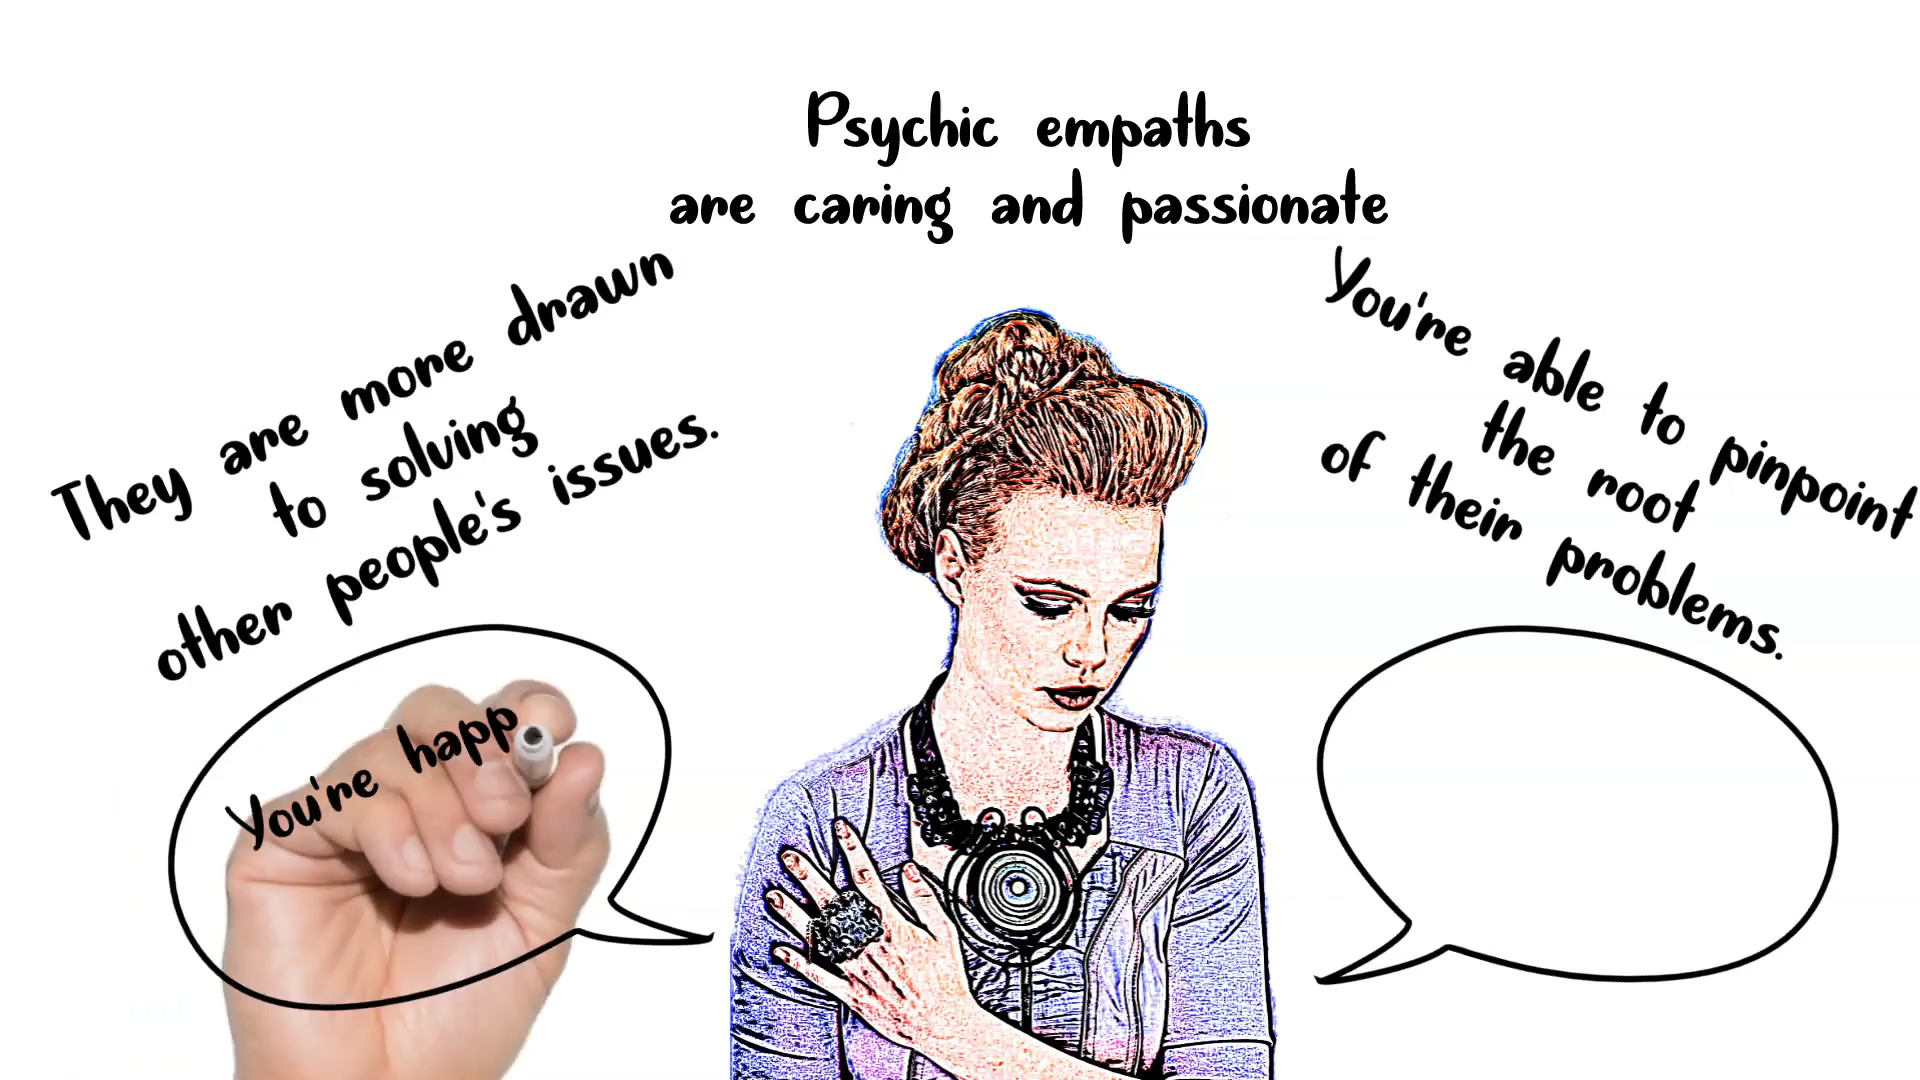 Psychic empaths
are caring and passionate
They are more drawn
to solving
other people's issues.
You're able to pinpoint
the root
of their problems.
You're happ